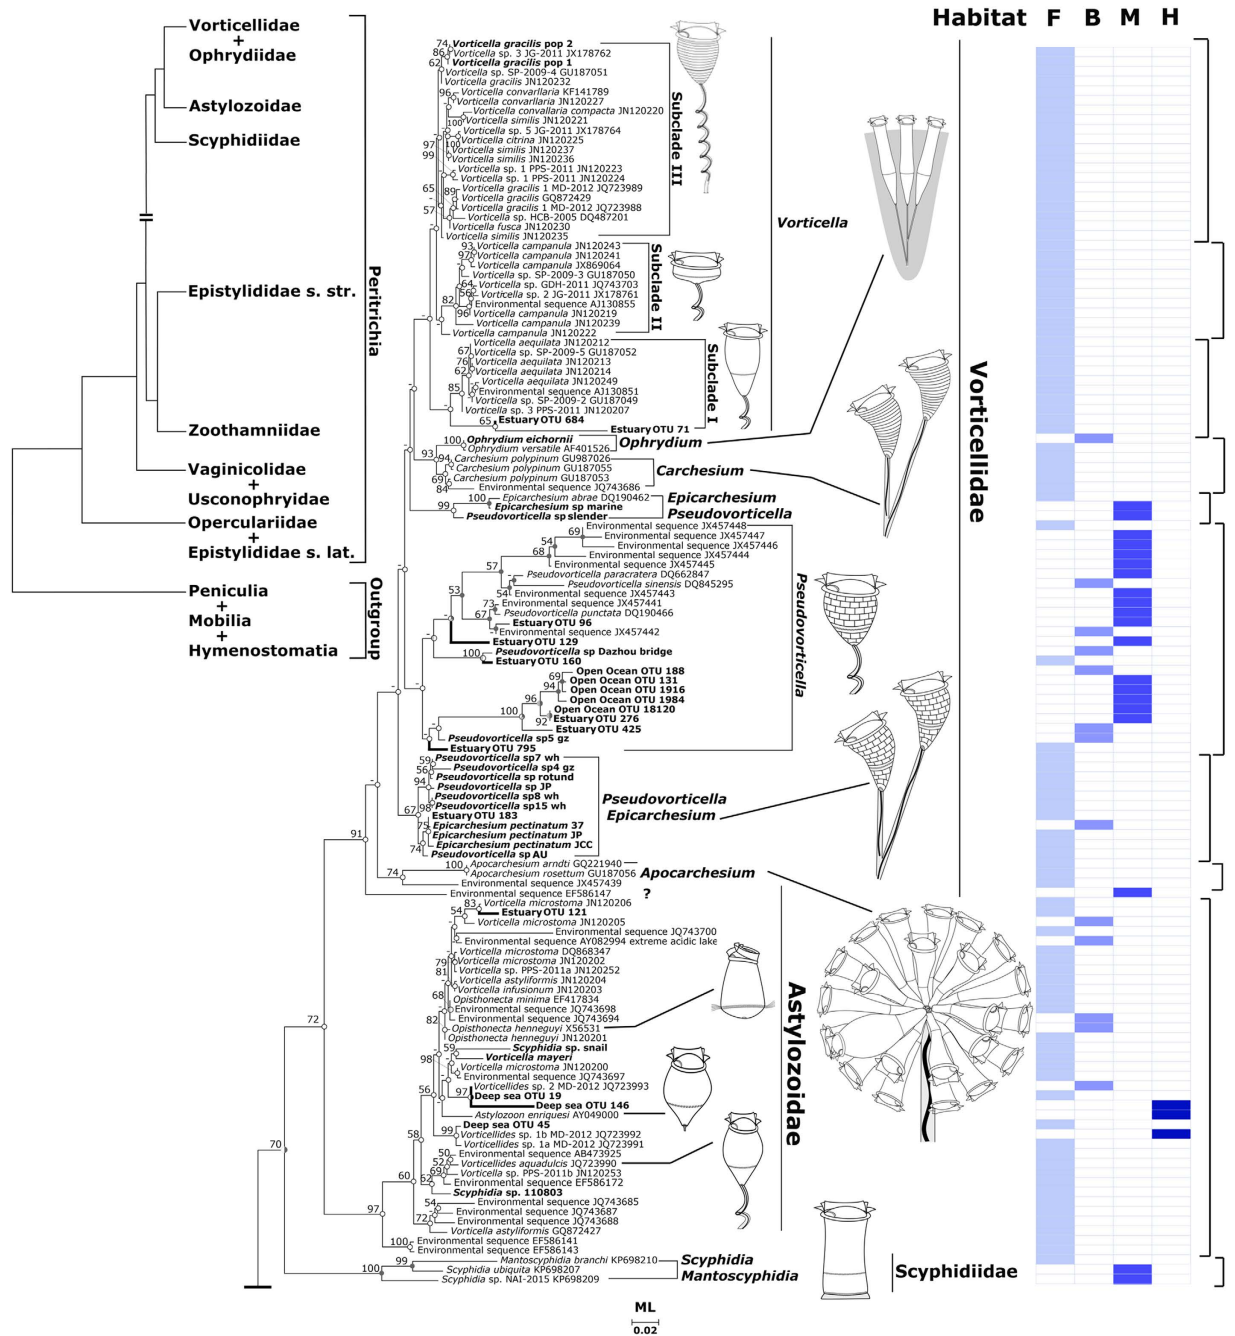 Habitat F B M H
Vorticellidae
+
Ophrydiidae
Astylozoidae
Scyphidiidae
Epistylididae s. str.
Zoothamniidae
Vaginicolidae
+
Usconophryidae
Operculariidae
+
Epistylididae s. lat.
Peniculia
+
Mobilia
+
Hymenostomatia
Peritrichia
Outgroup
Vorticella gracilis pop 2
Vorticella sp. 3 JG-2011 JX178762
Vorticella gracilis pop 1
Vorticella sp. SP-2009-4 GU187051
Vorticella gracilis JN120232
Vorticella convarllaria KF141789
Vorticella convarllaria JN120227
Vorticella convallaria compacta JN120220
Vorticella similis JN120221
Vorticella sp. 5 JG-2011 JX178764
Vorticella citrina JN120225
Vorticella similis JN120237
Vorticella similis JN120236
Vorticella sp. 1 PPS-2011 JN120223
Vorticella sp. 1 PPS-2011 JN120224
Vorticella gracilis 1 MD-2012 JQ723989
Vorticella gracilis GQ872429
Vorticella gracilis 1 MD-2012 JQ723988
Vorticella sp. HCB-2005 DQ487201
Vorticella fusca JN120230
Vorticella similis JN120235
Vorticella campanula JN120243
Vorticella campanula JN120241
Vorticella campanula JX869064
Vorticella sp. SP-2009-3 GU187050
Vorticella sp. GDH-2011 JQ743703
Vorticella sp. 2 JG-2011 JX178761
Environmental sequence AJ130855
Vorticella campanula JN120219
Vorticella campanula JN120239
Vorticella campanula JN120222
Vorticella aequilata JN120212
Vorticella sp. SP-2009-5 GU187052
Vorticella aequilata JN120213
Vorticella aequilata JN120214
Vorticella aequilata JN120249
Environmental sequence AJ130851
Vorticella sp. SP-2009-2 GU187049
Vorticella sp. 3 PPS-2011 JN120207
Estuary OTU 684
Estuary OTU 71
Ophrydium eichornii
Ophrydium versatile AF401526
Carchesium polypinum GU987026
Carchesium polypinum GU187055
Carchesium polypinum GU187053
Environmental sequence JQ743686
Epicarchesium abrae DQ190462
Epicarchesium sp marine
Pseudovorticella sp slender
Environmental sequence JX457448
Environmental sequence JX457447
Environmental sequence JX457446
Environmental sequence JX457444
Environmental sequence JX457445
Pseudovorticella paracratera DQ662847
Pseudovorticella sinensis DQ845295
Environmental sequence JX457443
Environmental sequence JX457441
Pseudovorticella punctata DQ190466
Estuary OTU 96
Environmental sequence JX457442
Estuary OTU 129
Pseudovorticella sp Dazhou bridge
Estuary OTU 160
Open Ocean OTU 188
Open Ocean OTU 131
Open Ocean OTU 1916
Open Ocean OTU 1984
Open Ocean OTU 18120
Estuary OTU 276
Estuary OTU 425
Pseudovorticella sp5 gz
Estuary OTU 795
Pseudovorticella sp7 wh
Pseudovorticella sp4 gz
Pseudovorticella sp rotund
Pseudovorticella sp JP
Pseudovorticella sp8 wh
Pseudovorticella sp15 wh
Estuary OTU 183
Epicarchesium pectinatum 37
Epicarchesium pectinatum JP
Epicarchesium pectinatum JCC
Pseudovorticella sp AU
Apocarchesium arndti GQ221940
Apocarchesium rosettum GU187056
Environmental sequence JX457439
Environmental sequence EF586147
Vorticella microstoma JN120206
Estuary OTU 121
Vorticella microstoma JN120205
Environmental sequence JQ743700
Environmental sequence AY082994 extreme acidic lake
Vorticella microstoma DQ868347
Vorticella microstoma JN120202
Vorticella sp. PPS-2011a JN120252
Vorticella astyliformis JN120204
Vorticella infusionum JN120203
Opisthonecta minima EF417834
Environmental sequence JQ743698
Environmental sequence JQ743694
Opisthonecta henneguyi X56531
Opisthonecta henneguyi JN120201
Scyphidia sp. snail
Vorticella mayeri
Vorticella microstoma JN120200
Environmental sequence JQ743697
Vorticellides sp. 2 MD-2012 JQ723993
Deep sea OTU 19
Deep sea OTU 146
Astylozoon enriquesi AY049000
Deep sea OTU 45
Vorticellides sp. 1b MD-2012 JQ723992
Vorticellides sp. 1a MD-2012 JQ723991
Environmental sequence AB473925
Vorticellides aquadulcis JQ723990
Vorticella sp. PPS-2011b JN120253
Environmental sequence EF586172
Scyphidia sp. 110803
Environmental sequence JQ743685
Environmental sequence JQ743687
Environmental sequence JQ743688
Vorticella astyliformis GQ872427
Environmental sequence EF586141
Environmental sequence EF586143
Mantoscyphidia branchi KP698210
Scyphidia ubiquita KP698207
Scyphidia sp. NAI-2015 KP698209
Subclade III
Subclade II
Subclade I
Vorticella
Ophrydium
Carchesium
Epicarchesium
Pseudovorticella
Pseudovorticella
Pseudovorticella
Epicarchesium
Apocarchesium
?
Vorticellidae
Astylozoidae
Scyphidia
Mantoscyphidia
Scyphidiidae
ML
0.02